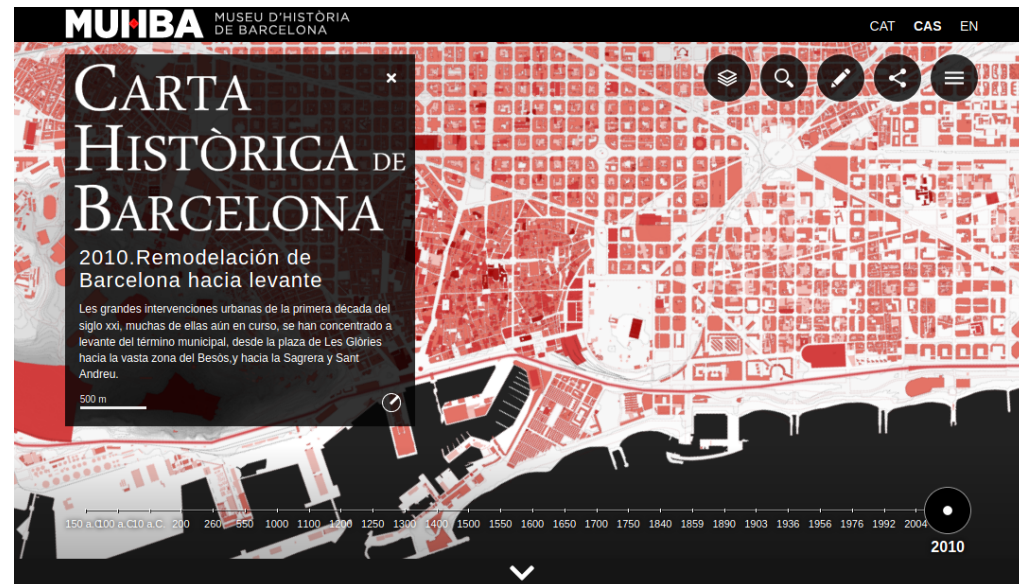 MUHBA MUSEU D'HISTÒRIA
DE BARCELONA
CAT CAS EN
CARTA
HISTÒRICA DE
BARCELONA
2010.Remodelación de
Barcelona hacia levante
Les grandes intervenciones urbanas de la primera década del
siglo xxi, muchas de ellas aún en curso, se han concentrado a
levante del término municipal, desde la plaza de Les Glòries
hacia la vasta zona del Besòs,y hacia la Sagrera y Sant
Andreu.
500 m
150 a.C. 100 a.C. 10 a.C. 200 260 550 1000 1100 1200 1250 1300 1400 1450 1500 1550 1600 1650 1700 1750 1840 1859 1890 1903 1936 1956 1976 1992 2004
2010